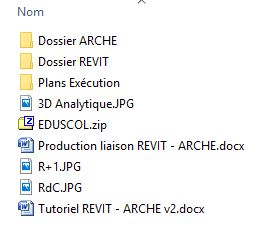 Nom
Dossier ARCHE
Dossier REVIT
Plans Exécution
3D Analytique.JPG
EDUSCOL.zip
Production liaison REVIT - ARCHE.docx
R+1.JPG
RdC.JPG
Tutoriel REVIT - ARCHE v2.docx